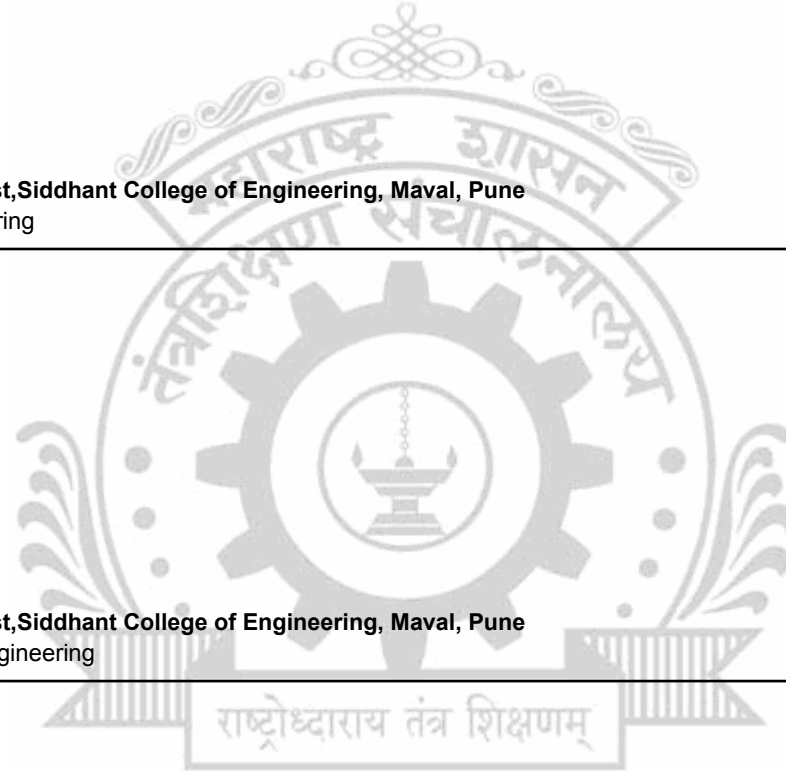 महाराष्ट्र शासन
st,Siddhant College of Engineering, Maval, Pune
ring
तंत्रशिक्षण संचालनालय
st,Siddhant College of Engineering, Maval, Pune
gineering
राष्ट्रोध्दाराय तंत्र शिक्षणम्